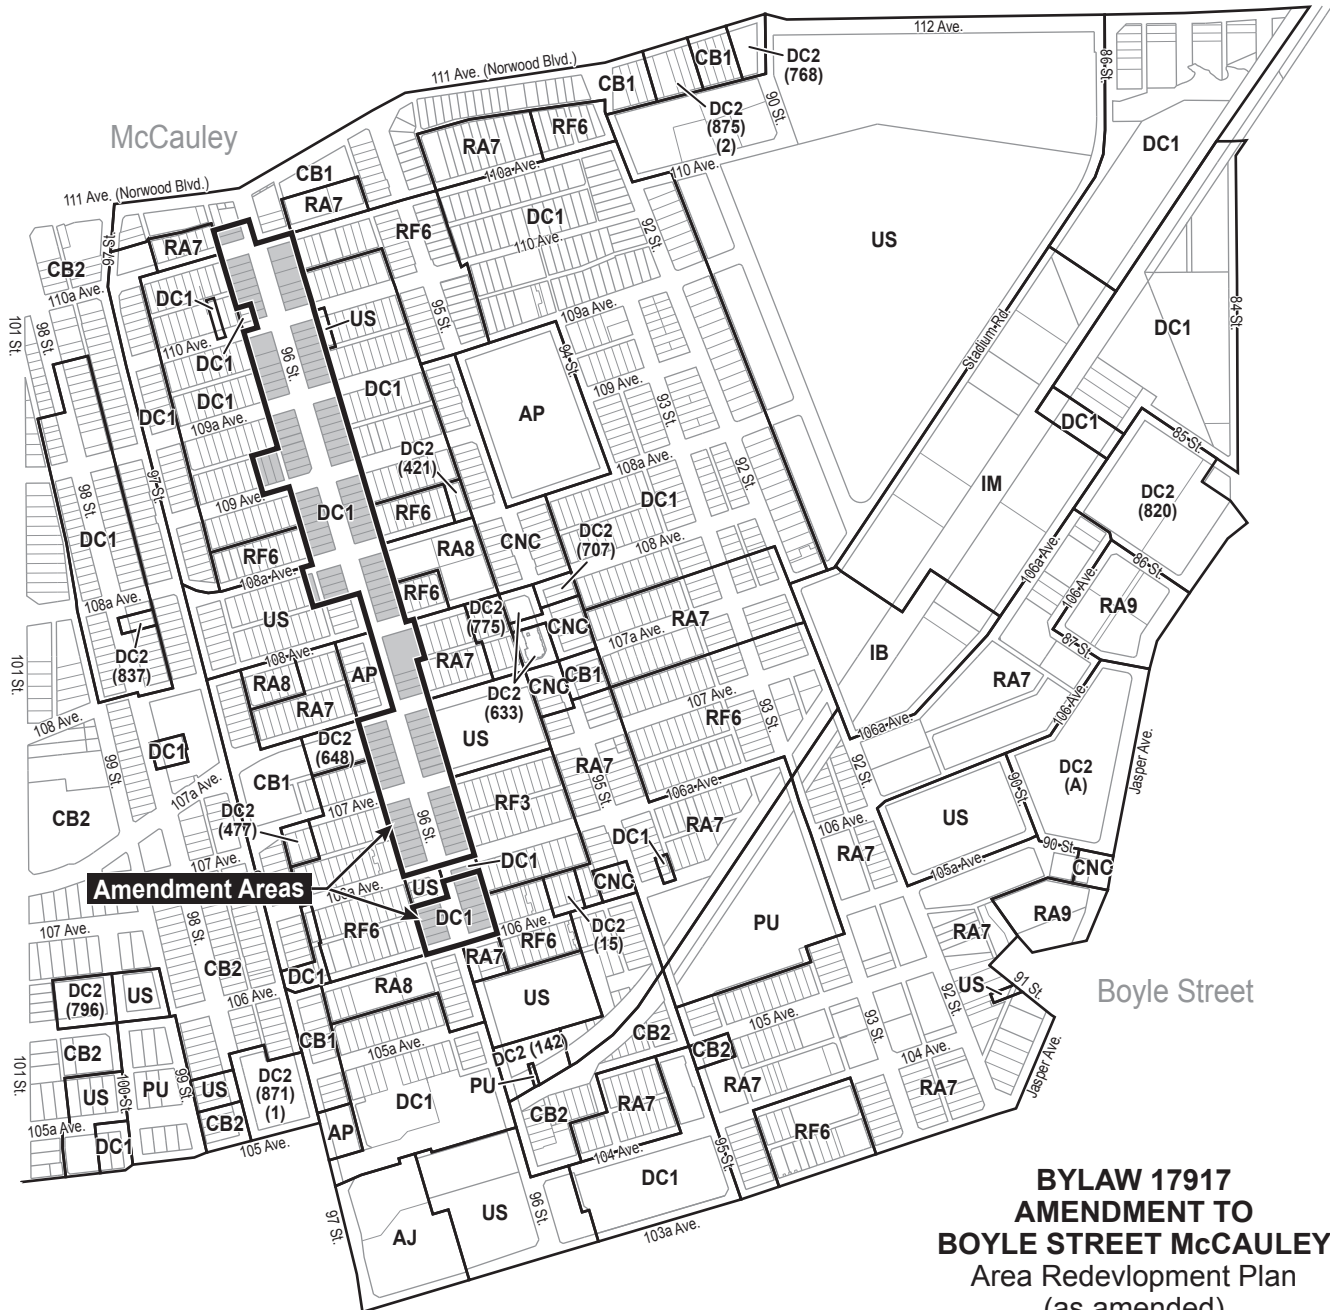 112 Ave.
111 Ave. (Norwood Blvd.)
CB1
DC2
(768)
86 St.
CB1
DC2
(875)
(2)
90 St.
McCauley
RA7
RF6
DC1
110a Ave.
110 Ave.
CB1
111 Ave. (Norwood Blvd.)
RA7
DC1
RF6
92 St.
US
97 St.
RA7
110 Ave.
CB2
110a Ave.
DC1
US
95 St.
109a Ave.
84 St.
101 St.
98 St.
110 Ave.
DC1
96 St.
94 St.
Stadium Rd.
DC1
DC1
DC1
109 Ave.
DC1
109a Ave.
AP
93 St.
DC1
85 St.
DC2
(421)
108a Ave.
92 St.
97 St.
98 St.
109 Ave.
DC1
RF6
DC1
IM
DC2
(820)
DC1
RA8
CNC
DC2
(707)
108 Ave.
RF6
108a Ave.
106a Ave.
86 St.
RF6
106 Ave.
RA9
108a Ave.
US
DC2
(775)
CNC
107a Ave.
RA7
87 St.
DC2
(837)
108 Ave.
RA7
IB
101 St.
RA8
AP
CB1
CNC
RA7
RA7
DC2
(633)
107 Ave.
RF6
93 St.
106 Ave.
108 Ave.
DC1
DC2
(648)
US
106a Ave.
99 St.
CB1
RA7
92 St.
DC2
(A)
Jasper Ave.
107a Ave.
107 Ave.
RF3
95 St.
106a Ave.
90 St.
CB2
DC2
(477)
96 St.
RA7
US
106 Ave.
DC1
107 Ave.
DC1
RA7
90 St.
105a Ave.
CNC
Amendment Areas
106a Ave.
US
CNC
98 St.
DC1
RA9
107 Ave.
RF6
106 Ave.
DC2
(15)
PU
RA7
RF6
CB2
RA7
DC1
RA8
US
91 St.
US
92 St.
Boyle Street
DC2
(796)
US
106 Ave.
93 St.
CB1
105 Ave.
CB2
CB2
105a Ave.
DC2 (142)
CB2
104 Ave.
101 St.
99 St.
Jasper Ave.
US
100 St.
PU
US
DC2
(871)
(1)
PU
RA7
RA7
DC1
CB2
RA7
105a Ave.
CB2
AP
RF6
DC1
105 Ave.
104 Ave.
95 St.
DC1
97 St.
AJ
US
96 St.
103a Ave.
BYLAW 17917
AMENDMENT TO
BOYLE STREET McCAULEY
Area Redevlopment Plan
(as amended)